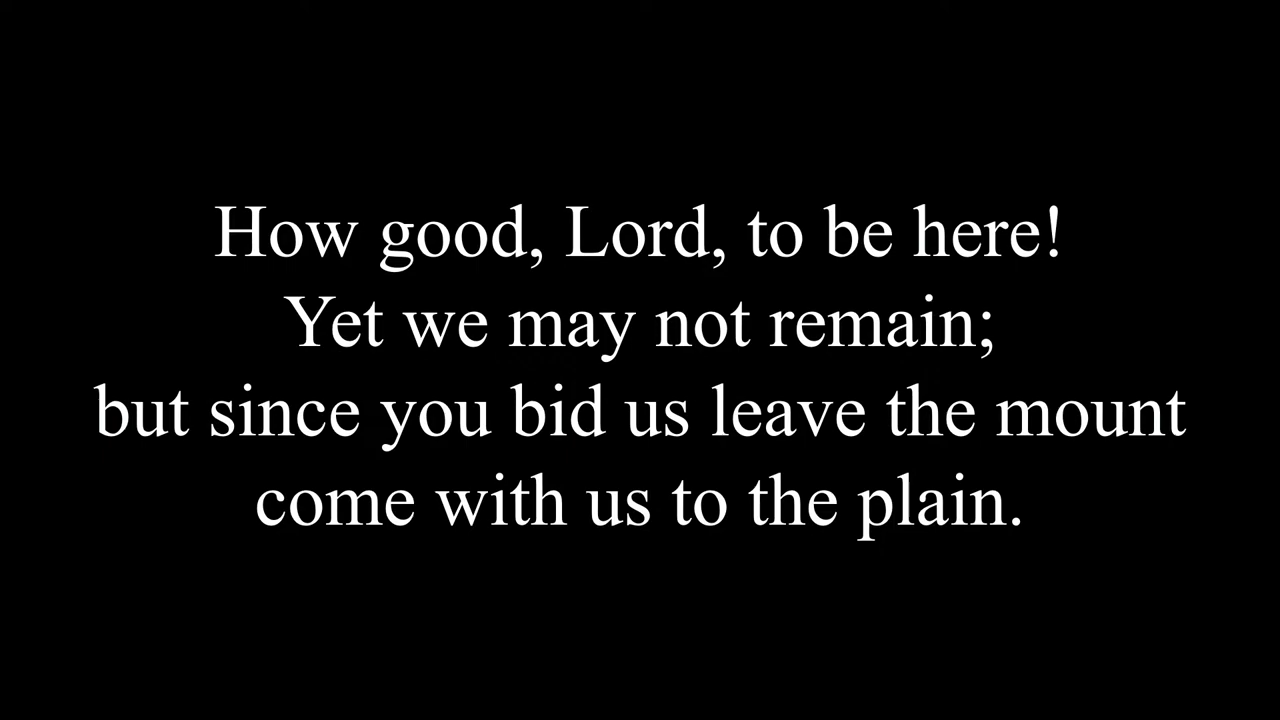 How good, Lord, to be here!
Yet we may not remain;
but since you bid us leave the mount
come with us to the plain.